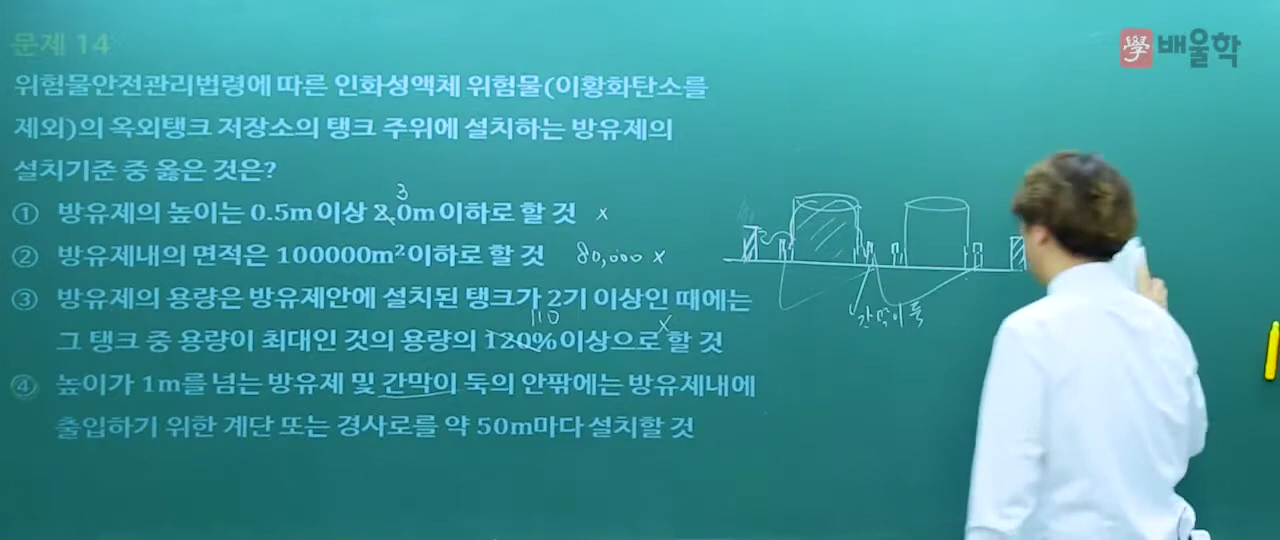 學 배울학
문제 14
위험물안전관리법령에 따른 인화성액체 위험물(이황화탄소를
제외)의 옥외탱크 저장소의 탱크 주위에 설치하는 방유제의
설치기준 중 옳은 것은?
3
① 방유제의 높이는 0.5m이상 2.0m이하로 할 것 x
② 방유제내의 면적은 100000m²이하로 할 것 80,000 x
③ 방유제의 용량은 방유제안에 설치된 탱크가 2기 이상인 때에는
110
그 탱크 중 용량이 최대인 것의 용량의 120%이상으로 할 것 x
④ 높이가 1m를 넘는 방유제 및 간막이 둑의 안팎에는 방유제내에
출입하기 위한 계단 또는 경사로를 약 50m마다 설치할 것
간막이 둑